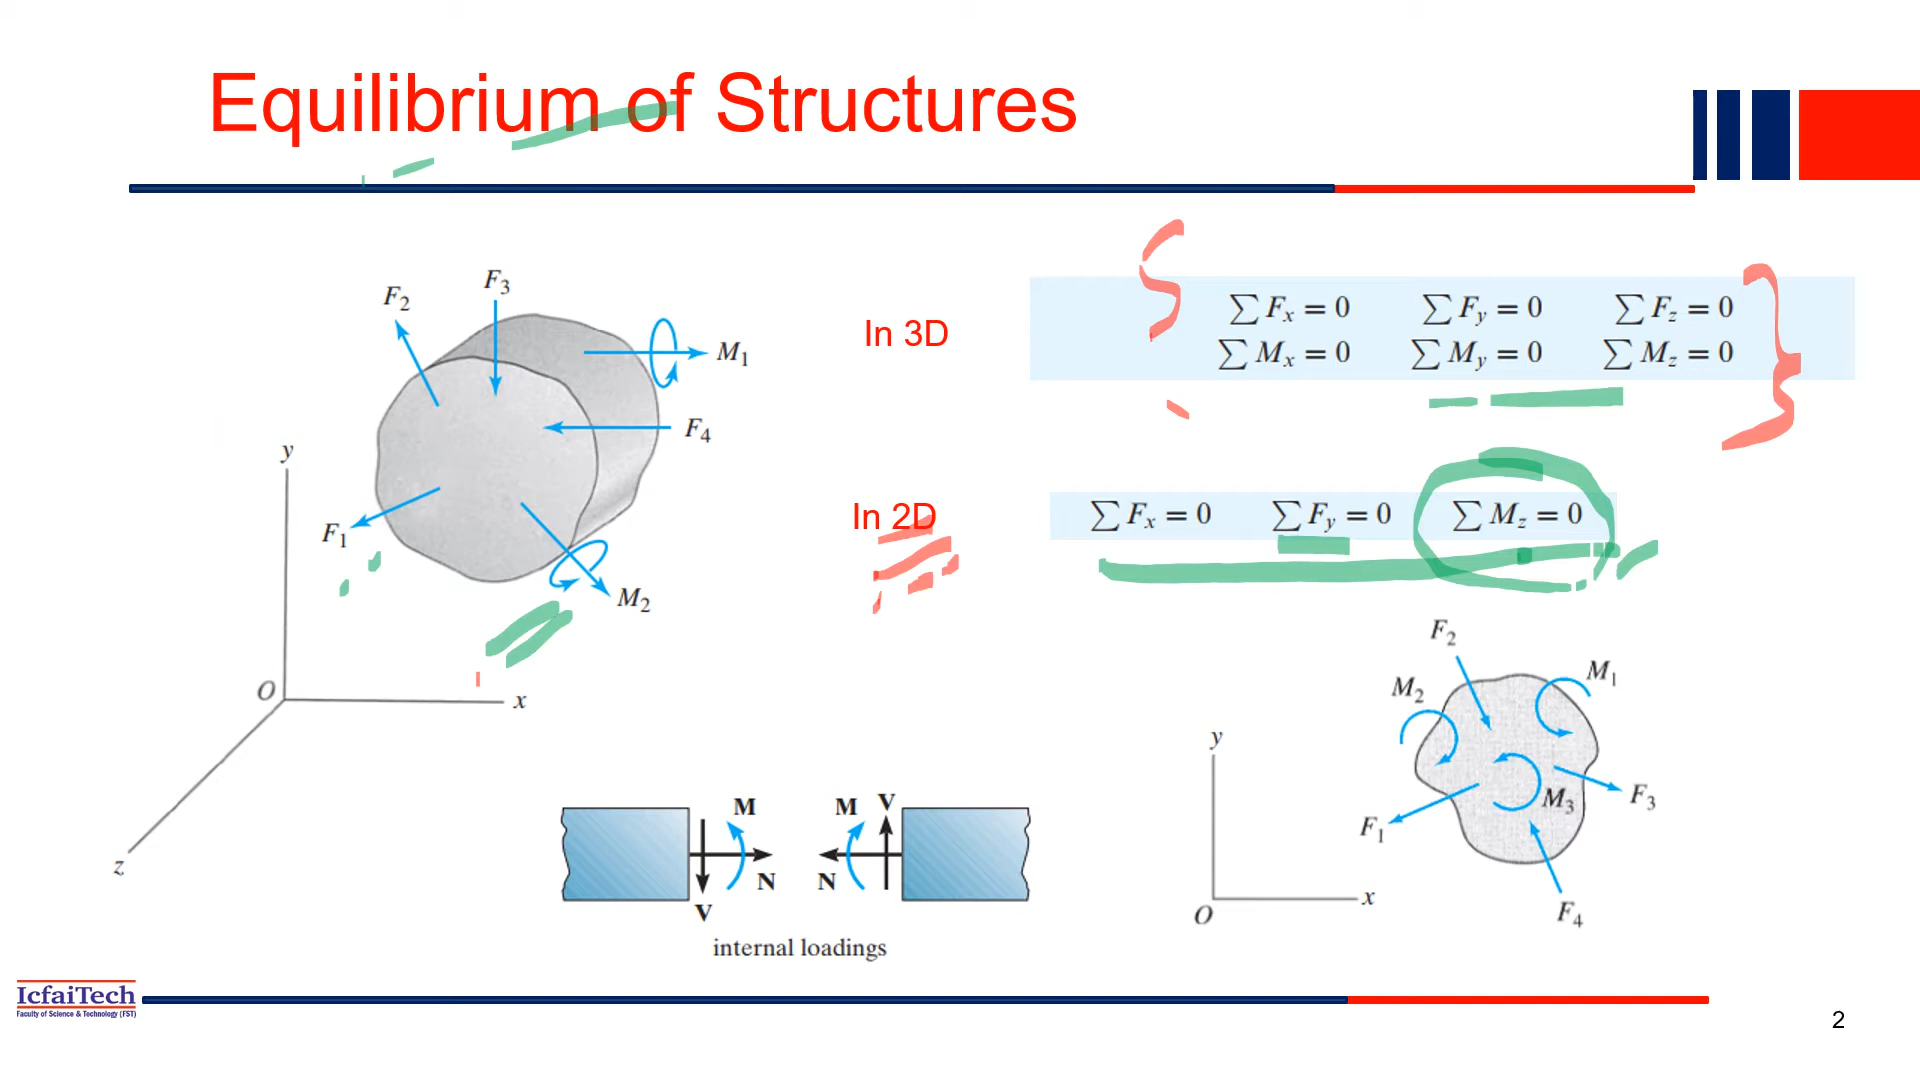 Equilibrium of Structures
F2
F3
M1
F4
F1
M2
y
O
x
z
In 3D
∑ Fx = 0 ∑ Fy = 0 ∑ Fz = 0
∑ Mx = 0 ∑ My = 0 ∑ Mz = 0
In 2D
∑ Fx = 0 ∑ Fy = 0 ∑ Mz = 0
M
N
V
M
V
N
internal loadings
F2
M1
M2
F3
M3
F1
F4
y
x
O
IcfaiTech
Faculty of Science & Technology (FST)
2